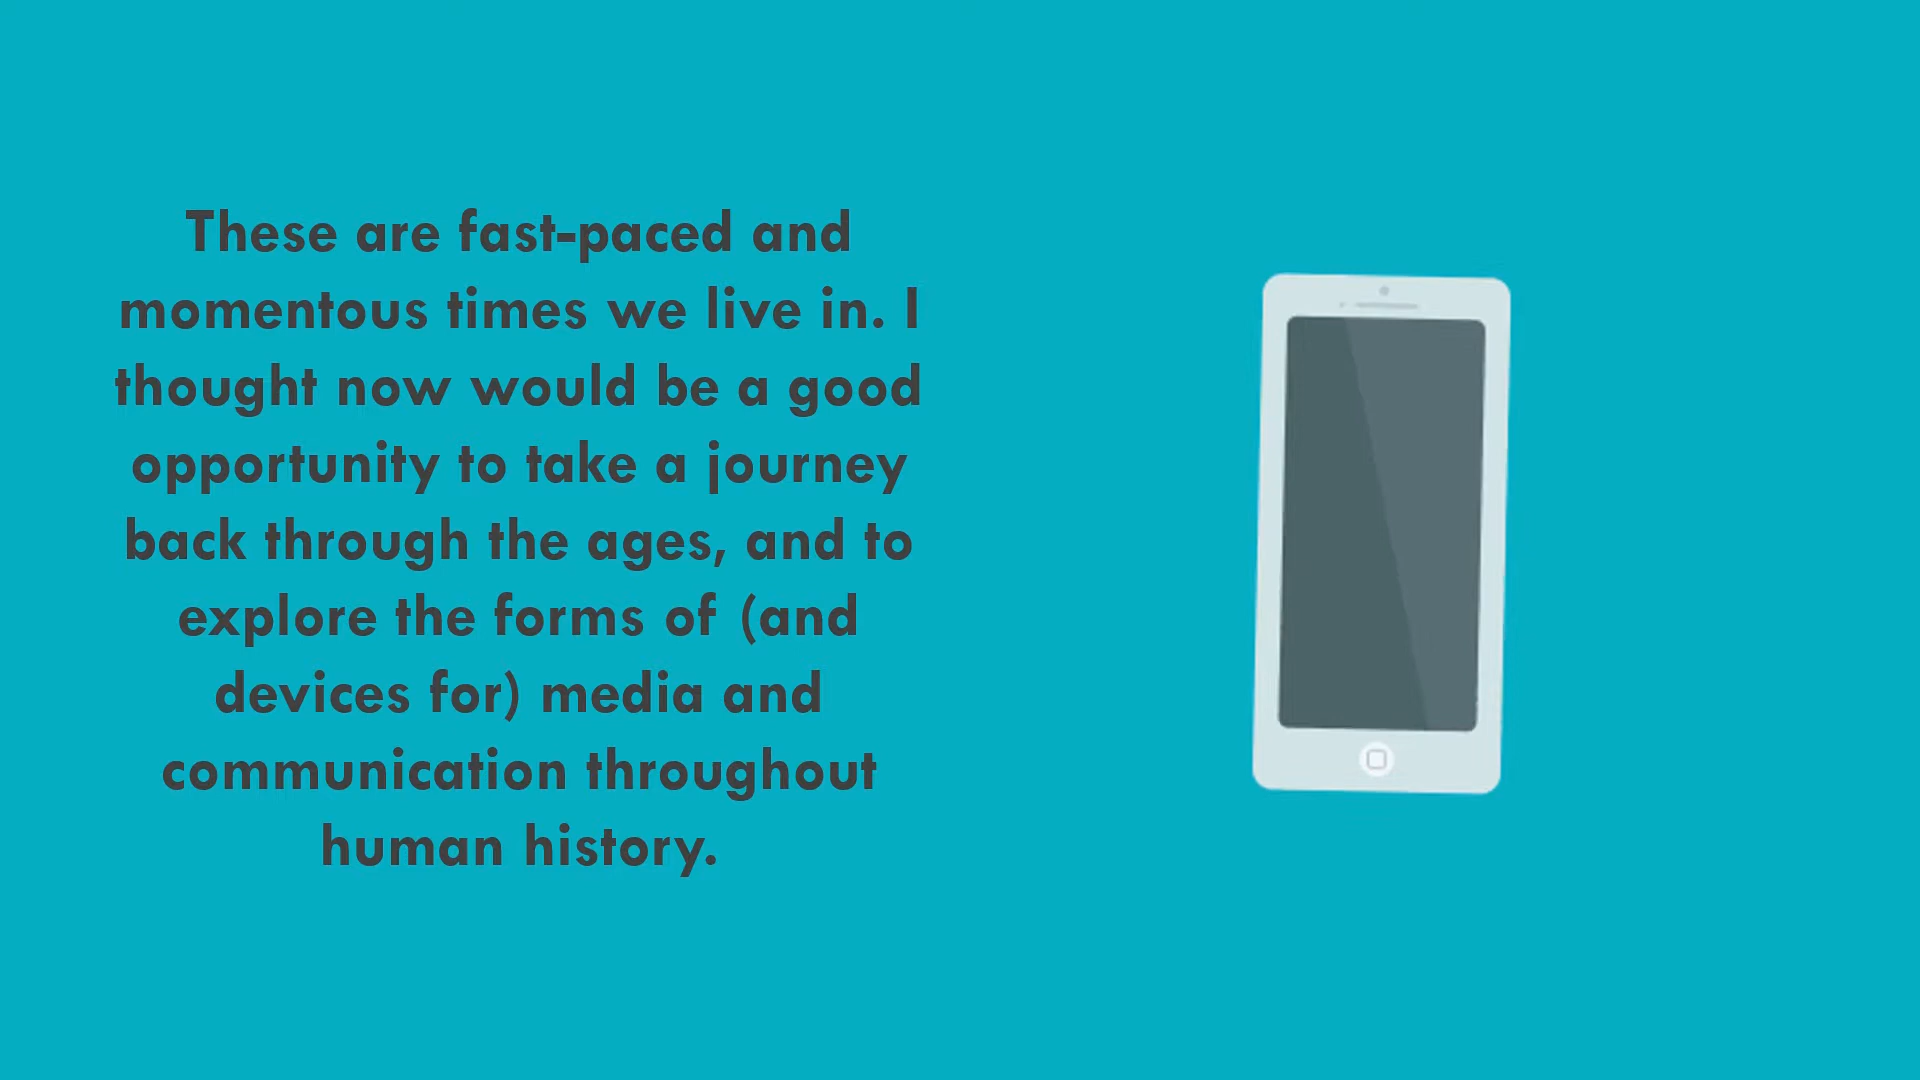 These are fast-paced and
momentous times we live in. I
thought now would be a good
opportunity to take a journey
back through the ages, and to
explore the forms of (and
devices for) media and
communication throughout
human history.